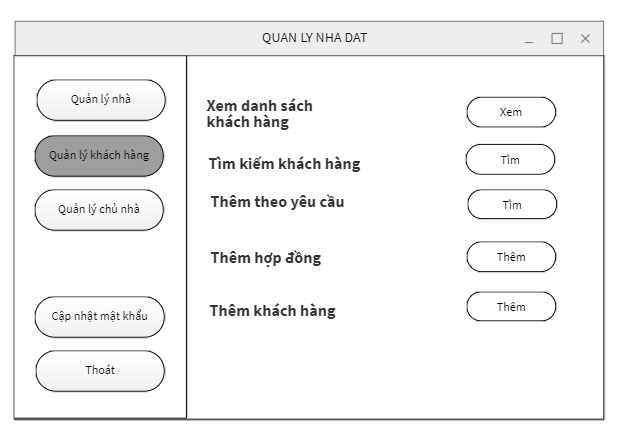 QUAN LY NHA DAT
Quản lý nhà
Quản lý khách hàng
Quản lý chủ nhà
Cập nhật mật khẩu
Thoát
Xem danh sách
khách hàng
Xem
Tìm kiếm khách hàng
Tìm
Thêm theo yêu cầu
Tìm
Thêm hợp đồng
Thêm
Thêm khách hàng
Thêm